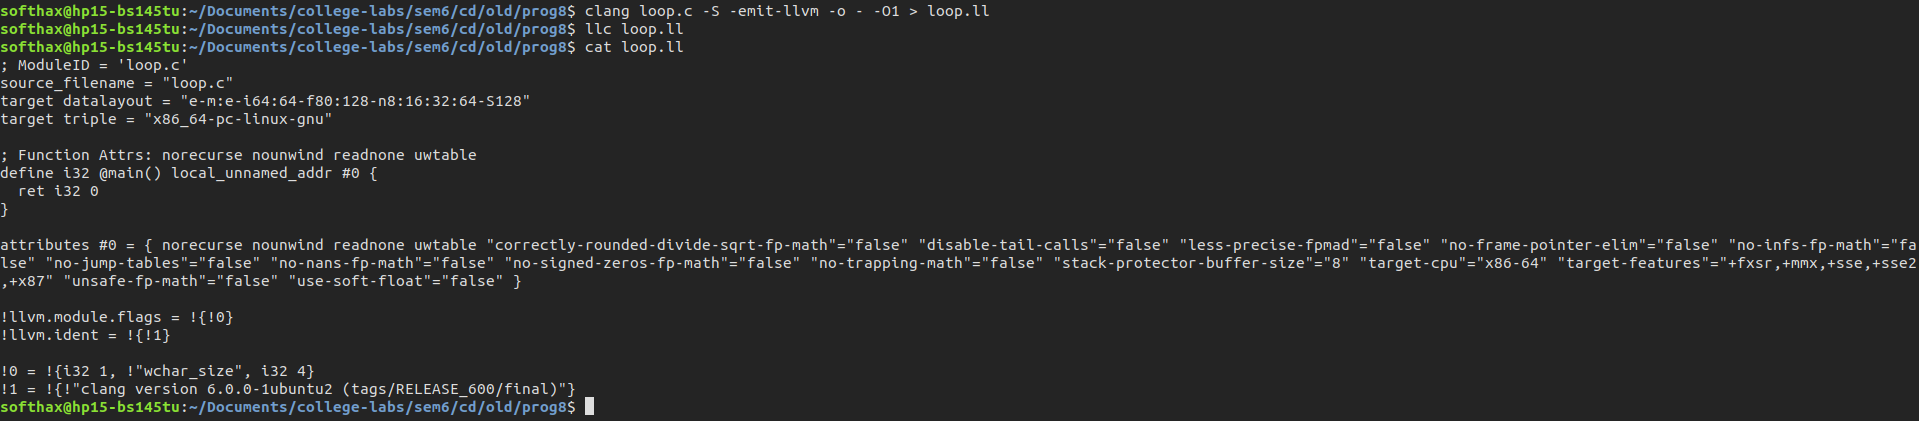 softhax@hp15-bs145tu:~/Documents/college-labs/sem6/cd/old/prog8$ clang loop.c -S -emit-llvm -o - -O1 > loop.ll
softhax@hp15-bs145tu:~/Documents/college-labs/sem6/cd/old/prog8$ llc loop.ll
softhax@hp15-bs145tu:~/Documents/college-labs/sem6/cd/old/prog8$ cat loop.ll
; ModuleID = 'loop.c'
source_filename = "loop.c"
target datalayout = "e-m:e-i64:64-f80:128-n8:16:32:64-S128"
target triple = "x86_64-pc-linux-gnu"

; Function Attrs: norecurse nounwind readnone uwtable
define i32 @main() local_unnamed_addr #0 {
  ret i32 0
}

attributes #0 = { norecurse nounwind readnone uwtable "correctly-rounded-divide-sqrt-fp-math"="false" "disable-tail-calls"="false" "less-precise-fpmad"="false" "no-frame-pointer-elim"="false" "no-infs-fp-math"="fa
lse" "no-jump-tables"="false" "no-nans-fp-math"="false" "no-signed-zeros-fp-math"="false" "no-trapping-math"="false" "stack-protector-buffer-size"="8" "target-cpu"="x86-64" "target-features"="+fxsr,+mmx,+sse,+sse2
,+x87" "unsafe-fp-math"="false" "use-soft-float"="false" }

!llvm.module.flags = !{!0}
!llvm.ident = !{!1}

!0 = !{i32 1, !"wchar_size", i32 4}
!1 = !{!"clang version 6.0.0-1ubuntu2 (tags/RELEASE_600/final)"}
softhax@hp15-bs145tu:~/Documents/college-labs/sem6/cd/old/prog8$